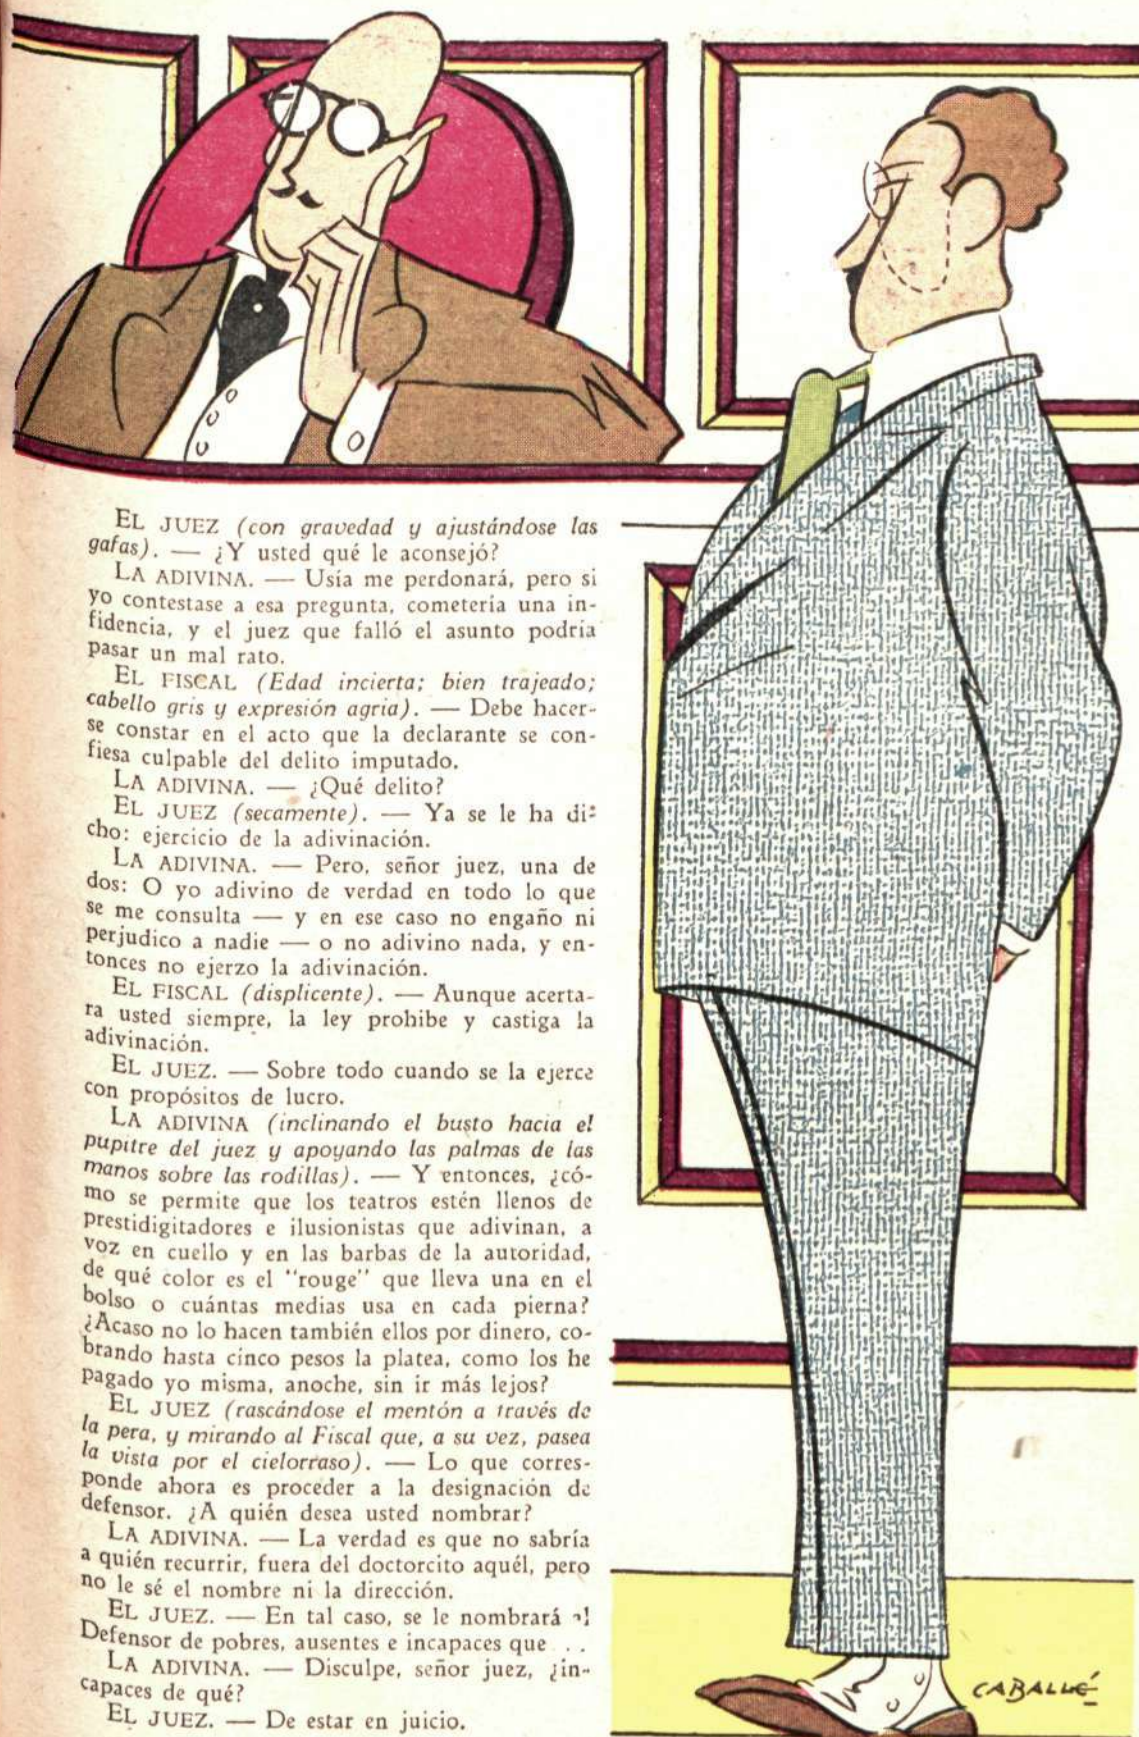 EL JUEZ (con gravedad y ajustándose las
gafas). — ¿Y usted qué le aconsejó?
LA ADIVINA. — Usía me perdonará, pero si
yo contestase a esa pregunta, cometería una in-
fidencia, y el juez que falló el asunto podría
pasar un mal rato.
EL FISCAL (Edad incierta; bien trajeado;
cabello gris y expresión agria). — Debe hacer-
se constar en el acto que la declarante se con-
fiesa culpable del delito imputado.
LA ADIVINA. — ¿Qué delito?
EL JUEZ (secamente). — Ya se le ha di-
cho: ejercicio de la adivinación.
LA ADIVINA. — Pero, señor juez, una de
dos: O yo adivino de verdad en todo lo que
se me consulta — y en ese caso no engaño ni
perjudico a nadie — o no adivino nada, y en-
tonces no ejerzo la adivinación.
EL FISCAL (displicente). — Aunque acerta-
ra usted siempre, la ley prohibe y castiga la
adivinación.
EL JUEZ. — Sobre todo cuando se la ejerce
con propósitos de lucro.
LA ADIVINA (inclinando el busto hacia el
pupitre del juez y apoyando las palmas de las
manos sobre las rodillas). — Y entonces, ¿có-
mo se permite que los teatros estén llenos de
prestidigitadores e ilusionistas que adivinan, a
voz en cuello y en las barbas de la autoridad,
de qué color es el "rouge" que lleva una en el
bolso o cuántas medias usa en cada pierna?
¿Acaso no lo hacen también ellos por dinero, co-
brando hasta cinco pesos la platea, como los he
pagado yo misma, anoche, sin ir más lejos?
EL JUEZ (rascándose el mentón a través de
la pera, y mirando al Fiscal que, a su vez, pasea
la vista por el cielorraso). — Lo que corres-
ponde ahora es proceder a la designación de
defensor. ¿A quién desea usted nombrar?
LA ADIVINA. — La verdad es que no sabría
a quién recurrir, fuera del doctorcito aquél, pero
no le sé el nombre ni la dirección.
EL JUEZ. — En tal caso, se le nombrará al
Defensor de pobres, ausentes e incapaces que . . .
LA ADIVINA. — Disculpe, señor juez, ¿in-
capaces de qué?
EL JUEZ. — De estar en juicio.
CABALLÉ